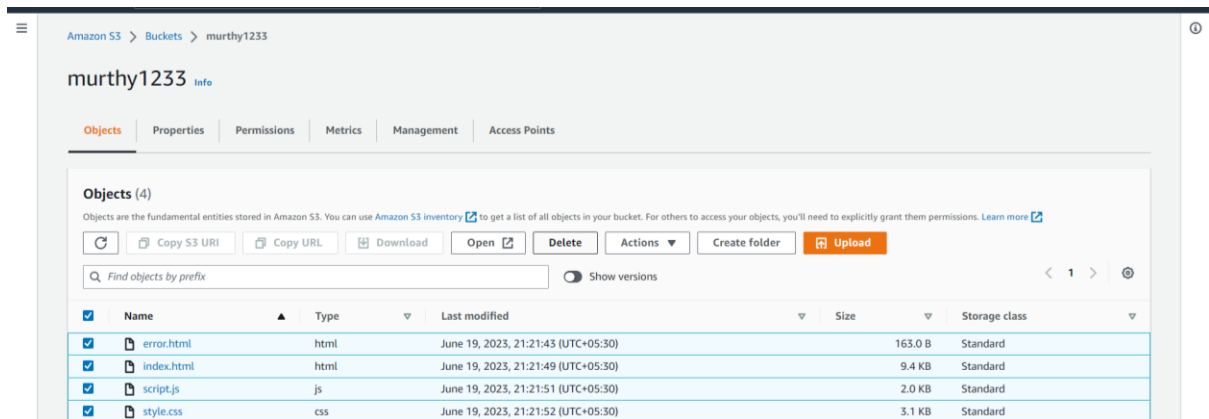 Amazon S3 > Buckets > murthy1233
murthy1233 Info
Objects Properties Permissions Metrics Management Access Points
Objects (4)
Objects are the fundamental entities stored in Amazon S3. You can use Amazon S3 inventory to get a list of all objects in your bucket. For others to access your objects, you'll need to explicitly grant them permissions. Learn more
Copy S3 URI Copy URL Download Open Delete Actions Create folder Upload
Find objects by prefix Show versions < 1 >
Name Type Last modified Size Storage class
error.html html June 19, 2023, 21:21:43 (UTC+05:30) 163.0 B Standard
index.html html June 19, 2023, 21:21:49 (UTC+05:30) 9.4 KB Standard
script.js js June 19, 2023, 21:21:51 (UTC+05:30) 2.0 KB Standard
style.css css June 19, 2023, 21:21:52 (UTC+05:30) 3.1 KB Standard